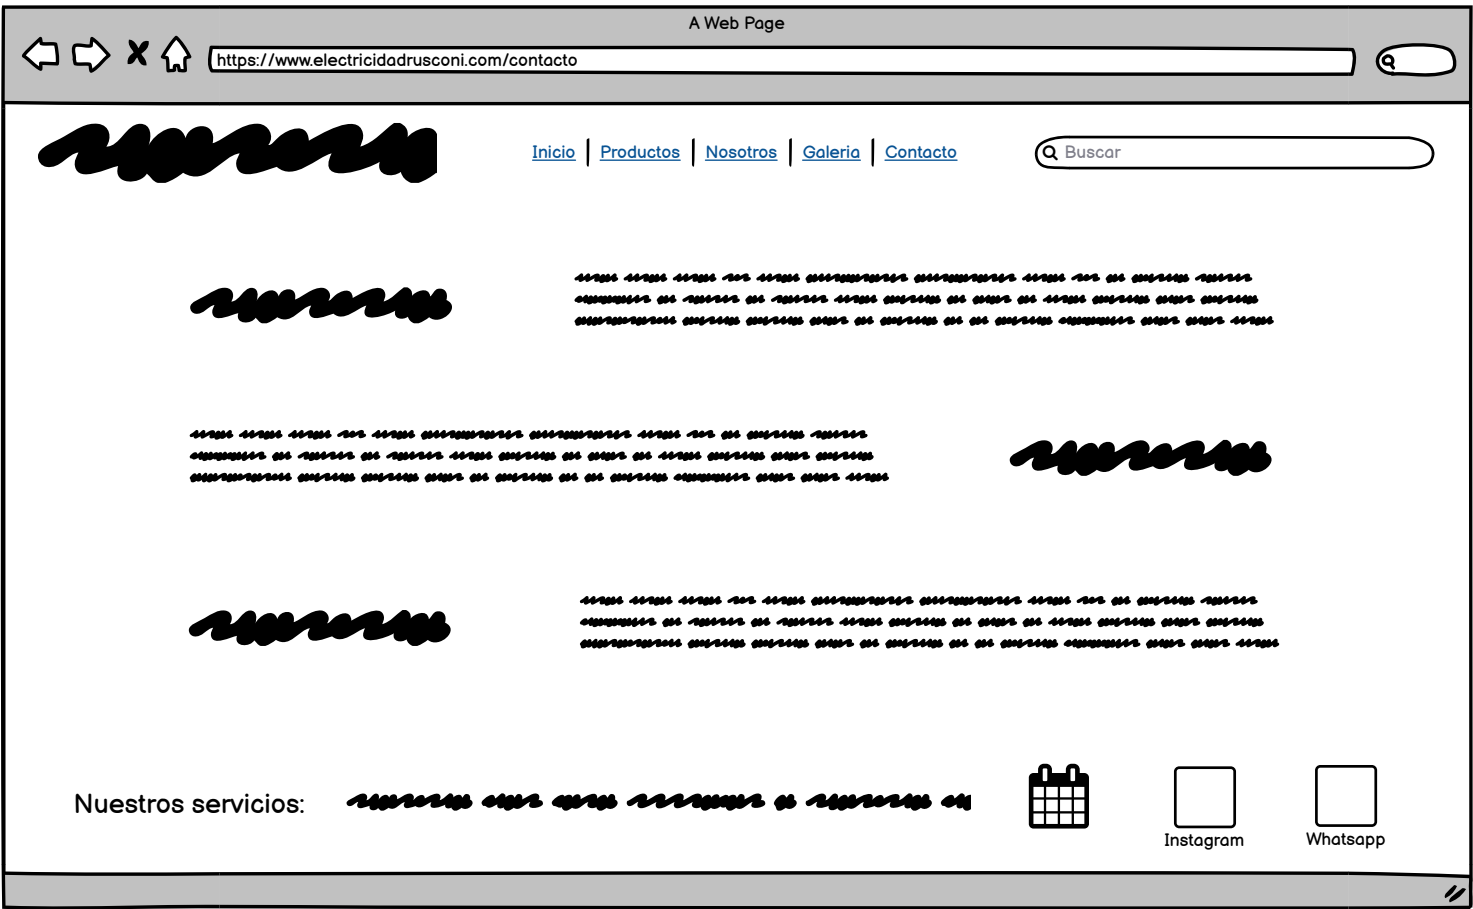 A Web Page
https://www.electricidadrusconi.com/contacto
Inicio | Productos | Nosotros | Galeria | Contacto
Buscar
Nuestros servicios:
Instagram
Whatsapp